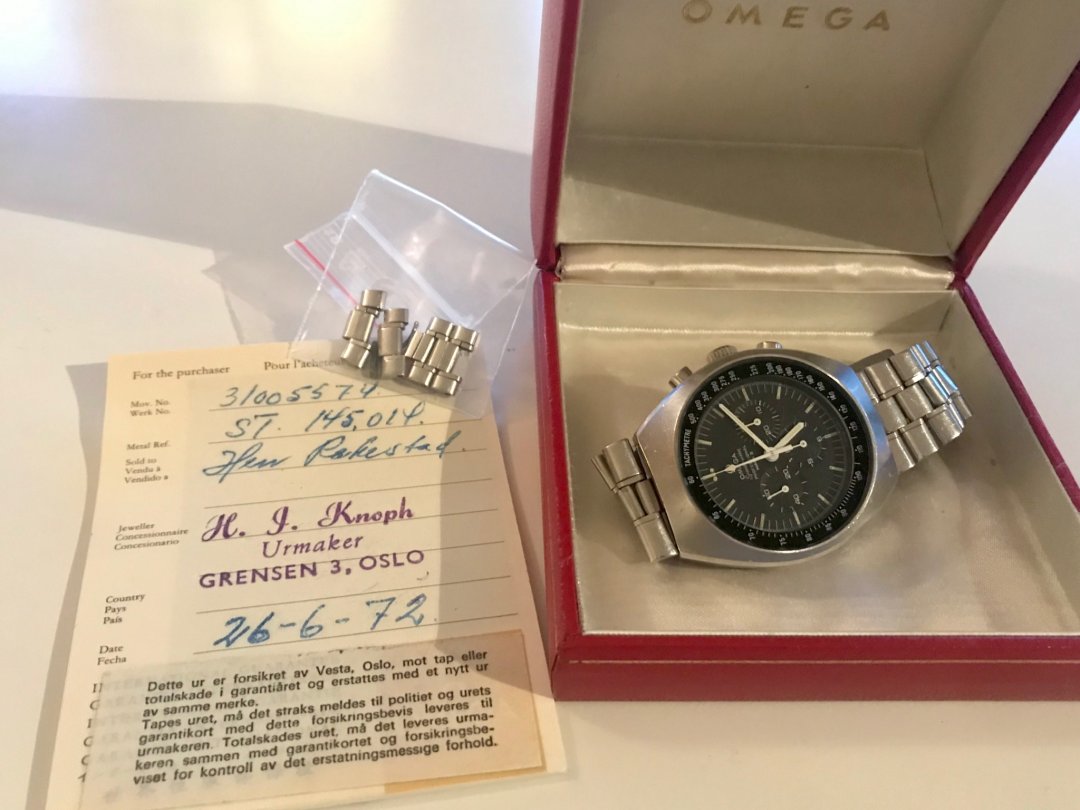 OMEGA
For the purchaser Pour l'acheteur
Mov. No.
Werk No.
31005574.
ST. 145,014.
Metal Ref.
Sold to
Vendu à
Vendido a
Herr Rakestad.
Jeweller
Concessionnaire
Concesionario
H. J. Knoph
Urmaker
GRENSEN 3, OSLO
Country
Pays
País
26-6-72.
Date
Fecha
Dette ur er forsikret av Vesta, Oslo, mot tap eller
totalskade i garantiåret og erstattes med et nytt ur
av samme merke.
Tapes uret, må det straks meldes til politiet og urets
garantikort med dette forsikringsbevis leveres til
urmakeren. Totalskades uret, må det leveres urma-
keren sammen med garantikortet og forsikringsbe-
viset for kontroll av det erstatningsmessige forhold.
TACHYMETRE